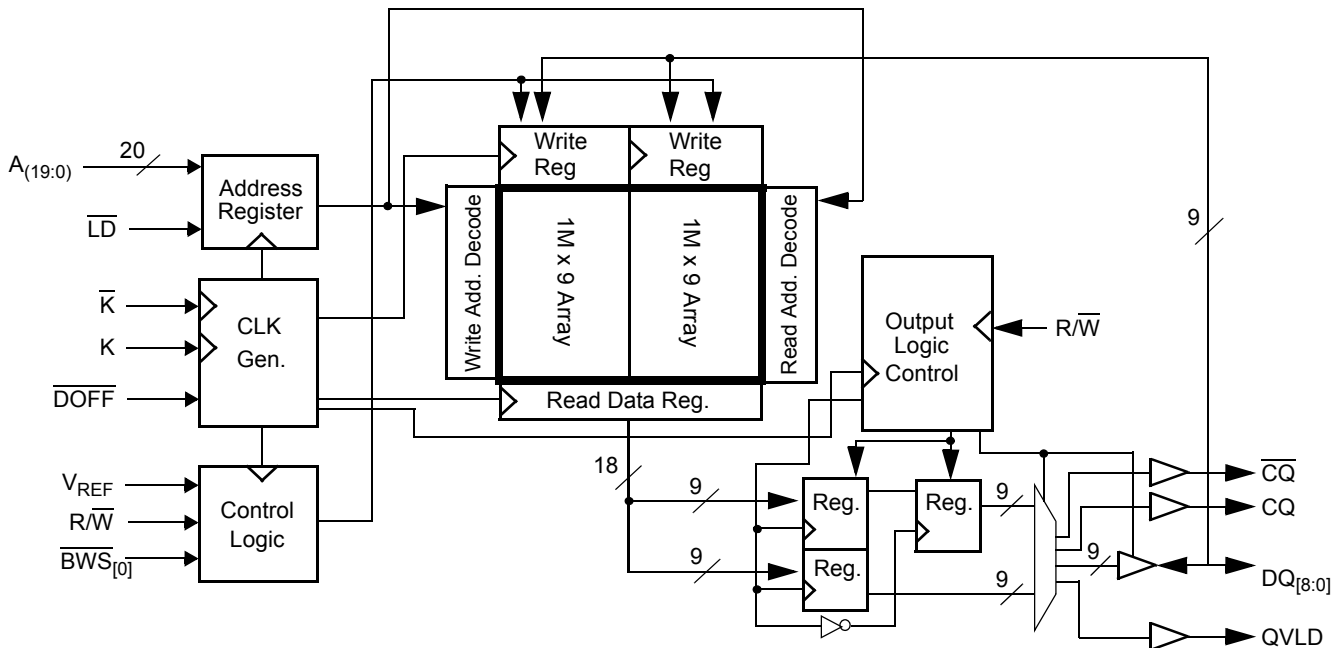 A(19:0)
20
LD
Address
Register
K
K
DOFF
CLK
Gen.
VREF
R/W
BWS[0]
Control
Logic
Write
Reg
Write
Reg
Write Add. Decode
1M x 9 Array
1M x 9 Array
Read Add. Decode
Read Data Reg.
Output
Logic
Control
R/W
9
18
9
9
Reg.
Reg.
Reg.
9
9
9
CQ
CQ
DQ[8:0]
QVLD